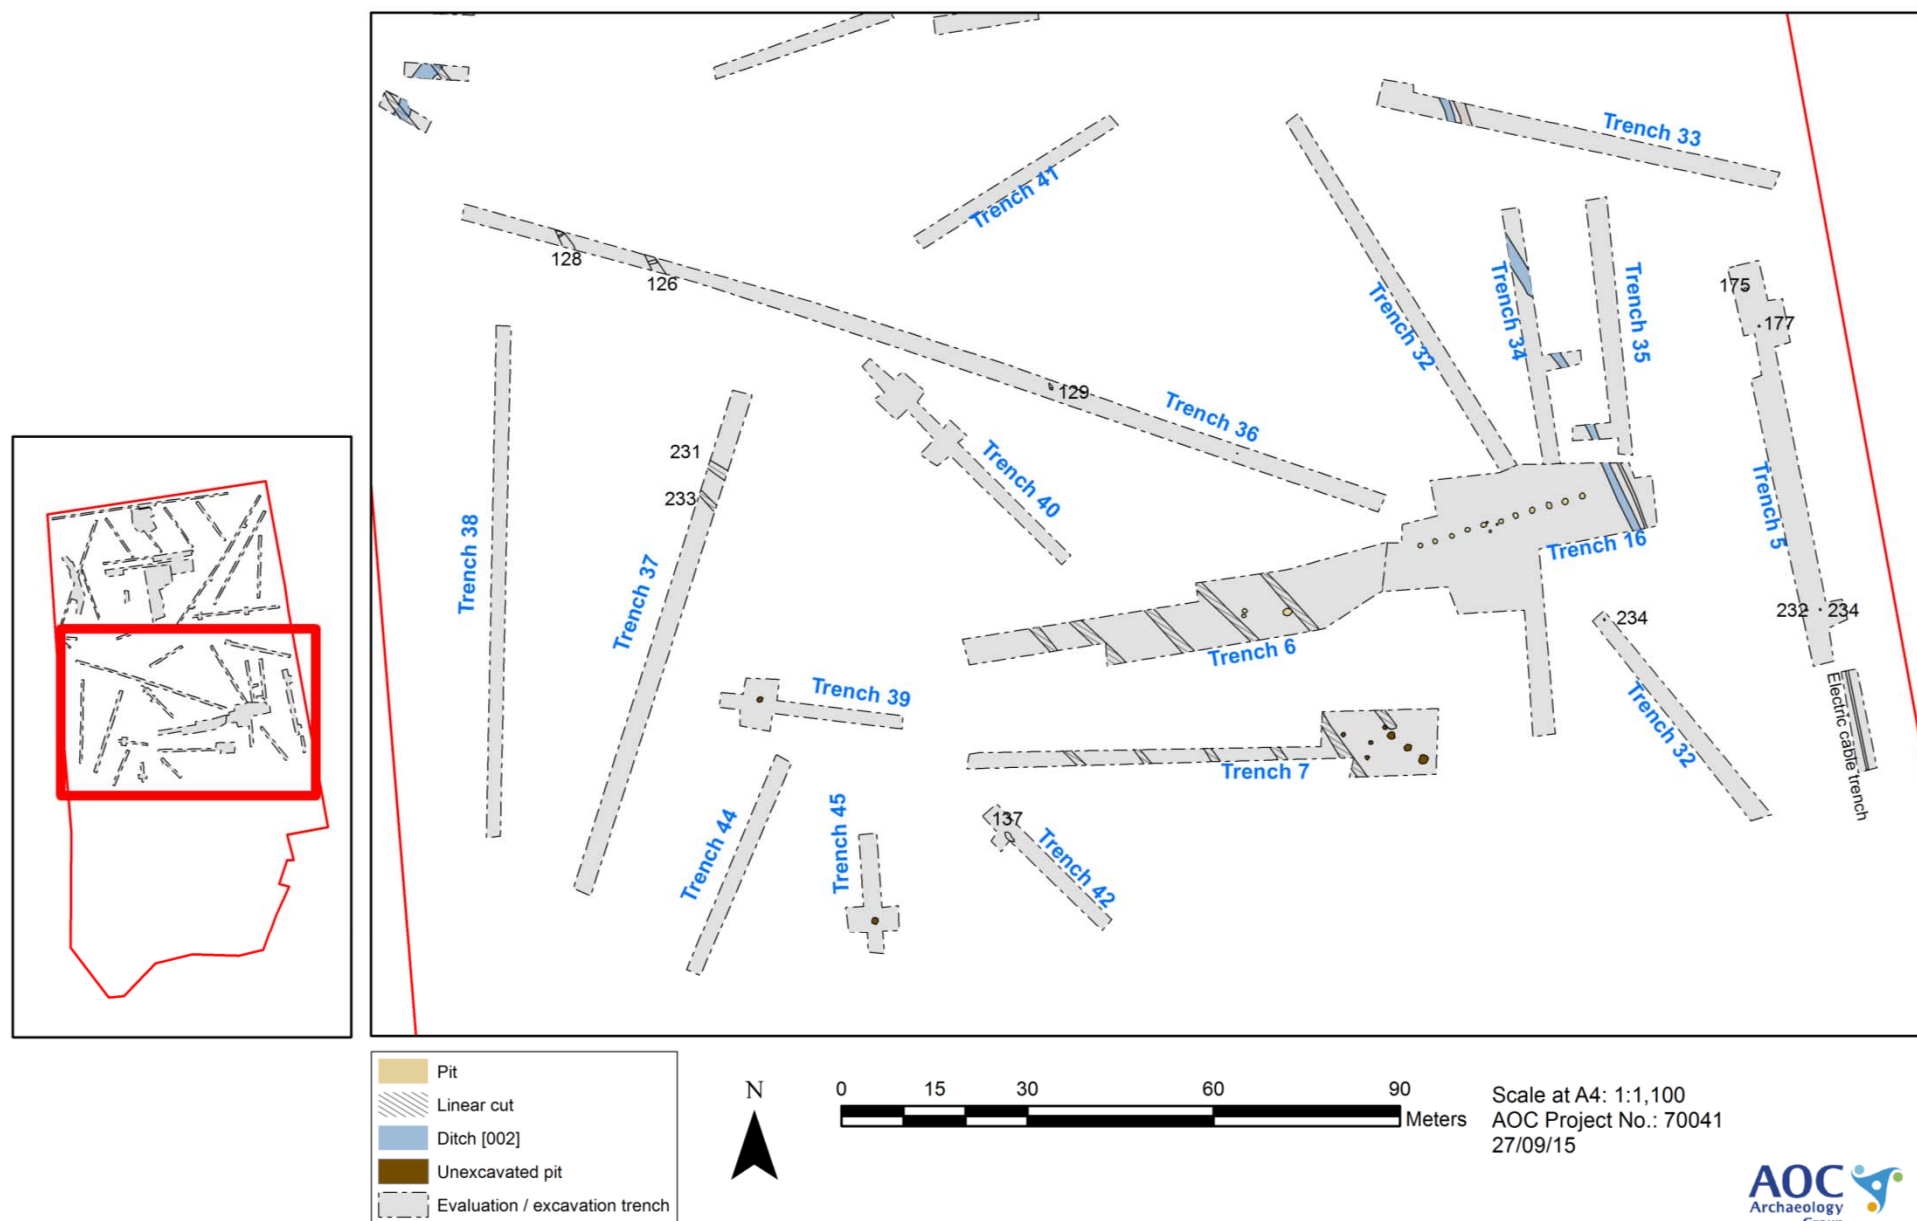 Trench 33
Trench 41
128
126
Trench 32
Trench 34
Trench 35
175
177
129
Trench 36
231
233
Trench 40
Trench 38
Trench 37
Trench 5
Trench 16
232
234
234
Trench 6
Trench 39
Trench 32
Electric cable trench
Trench 7
Trench 44
Trench 45
137
Trench 42
Pit
Linear cut
Ditch [002]
Unexcavated pit
Evaluation / excavation trench
N
0 15 30 60 90
Meters
Scale at A4: 1:1,100
AOC Project No.: 70041
27/09/15
AOC
Archaeology
Group